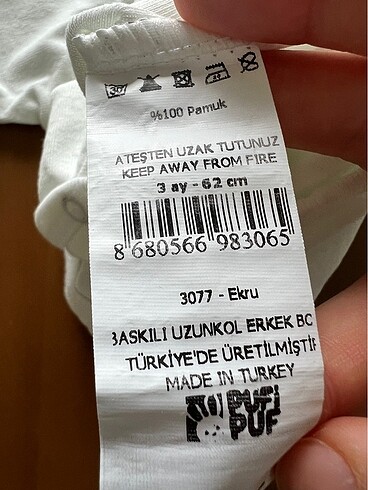 30
%100 Pamuk
ATEŞTEN UZAK TUTUNUZ
KEEP AWAY FROM FIRE
3 ay - 62 cm
8 680566 983065
3077 - Ekru
BASKILI UZUNKOL ERKEK BC
TÜRKİYE'DE ÜRETİLMİŞTİR
MADE IN TURKEY
PUFİ
PUF